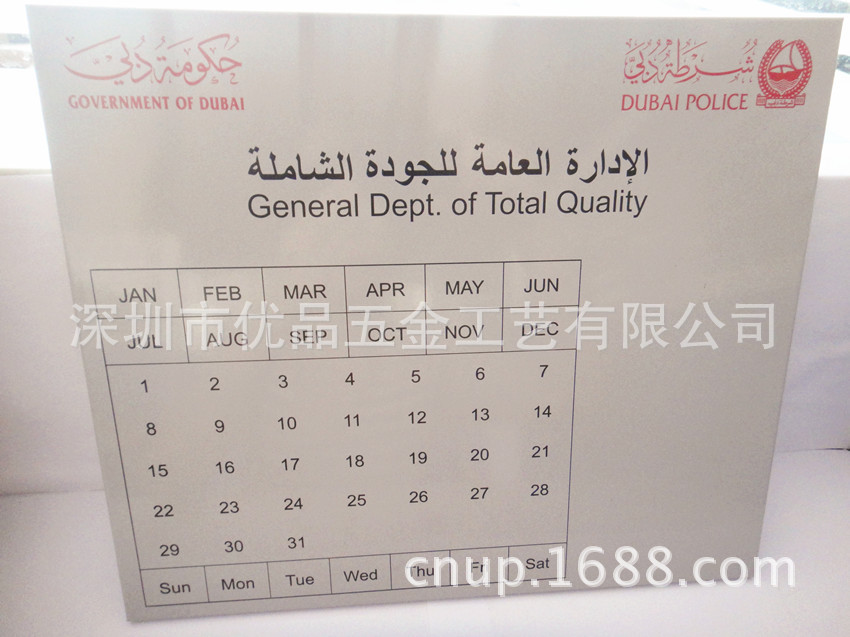 حكومة دبي
GOVERNMENT OF DUBAI
شرطة دبي
DUBAI POLICE
الإدارة العامة للجودة الشاملة
General Dept. of Total Quality
JAN FEB MAR APR MAY JUN
深圳市优品五金工艺有限公司
JUL AUG SEP OCT NOV DEC
1 2 3 4 5 6 7
8 9 10 11 12 13 14
15 16 17 18 19 20 21
22 23 24 25 26 27 28
29 30 31
Sun Mon Tue Wed Thu Fri Sat
cnup.1688.com